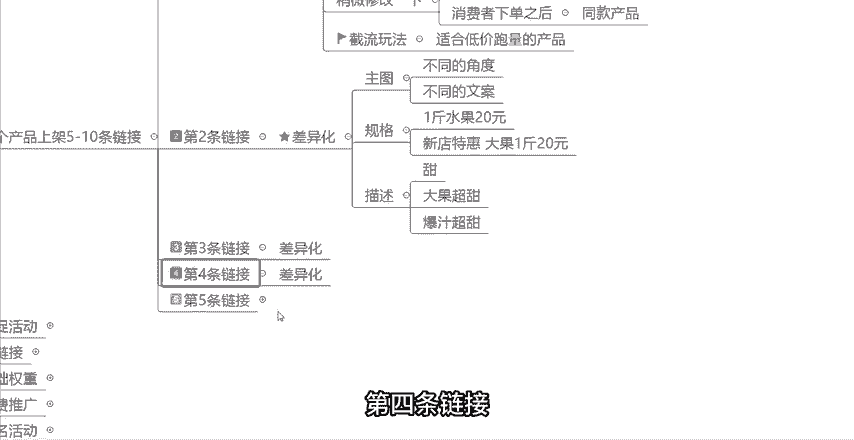 稍微修改一下
消费者下单之后 同款产品
截流玩法 适合低价跑量的产品
个产品上架5-10条链接
2 第2条链接 差异化
主图
不同的角度
不同的文案
规格
1斤水果20元
新店特惠 大果1斤20元
描述
甜
大果超甜
爆汁超甜
3 第3条链接 差异化
4 第4条链接 差异化
第5条链接
促活动
链接
础权重
费推广
名活动
第四条链接